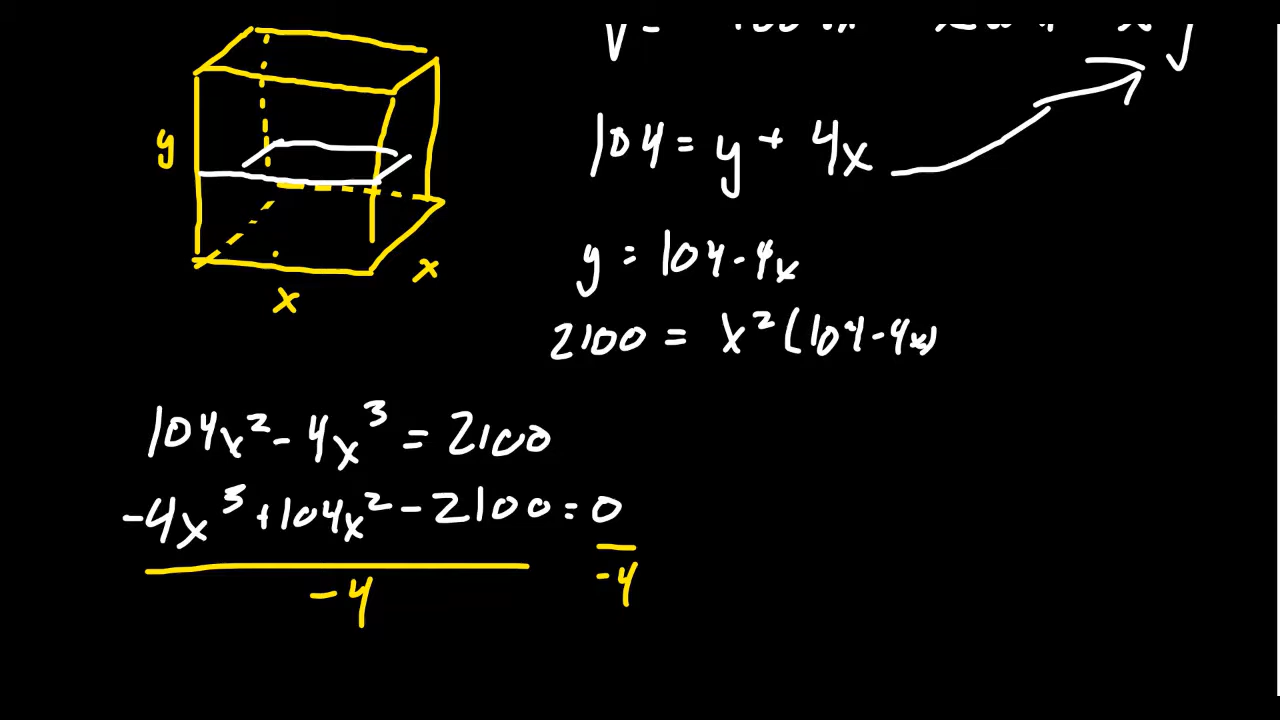 104 = y + 4x
y
y = 104 - 4x
x
x
2100 = x² (104 - 4x)
104x² - 4x³ = 2100
-4x³ + 104x² - 2100 = 0
-4 -4